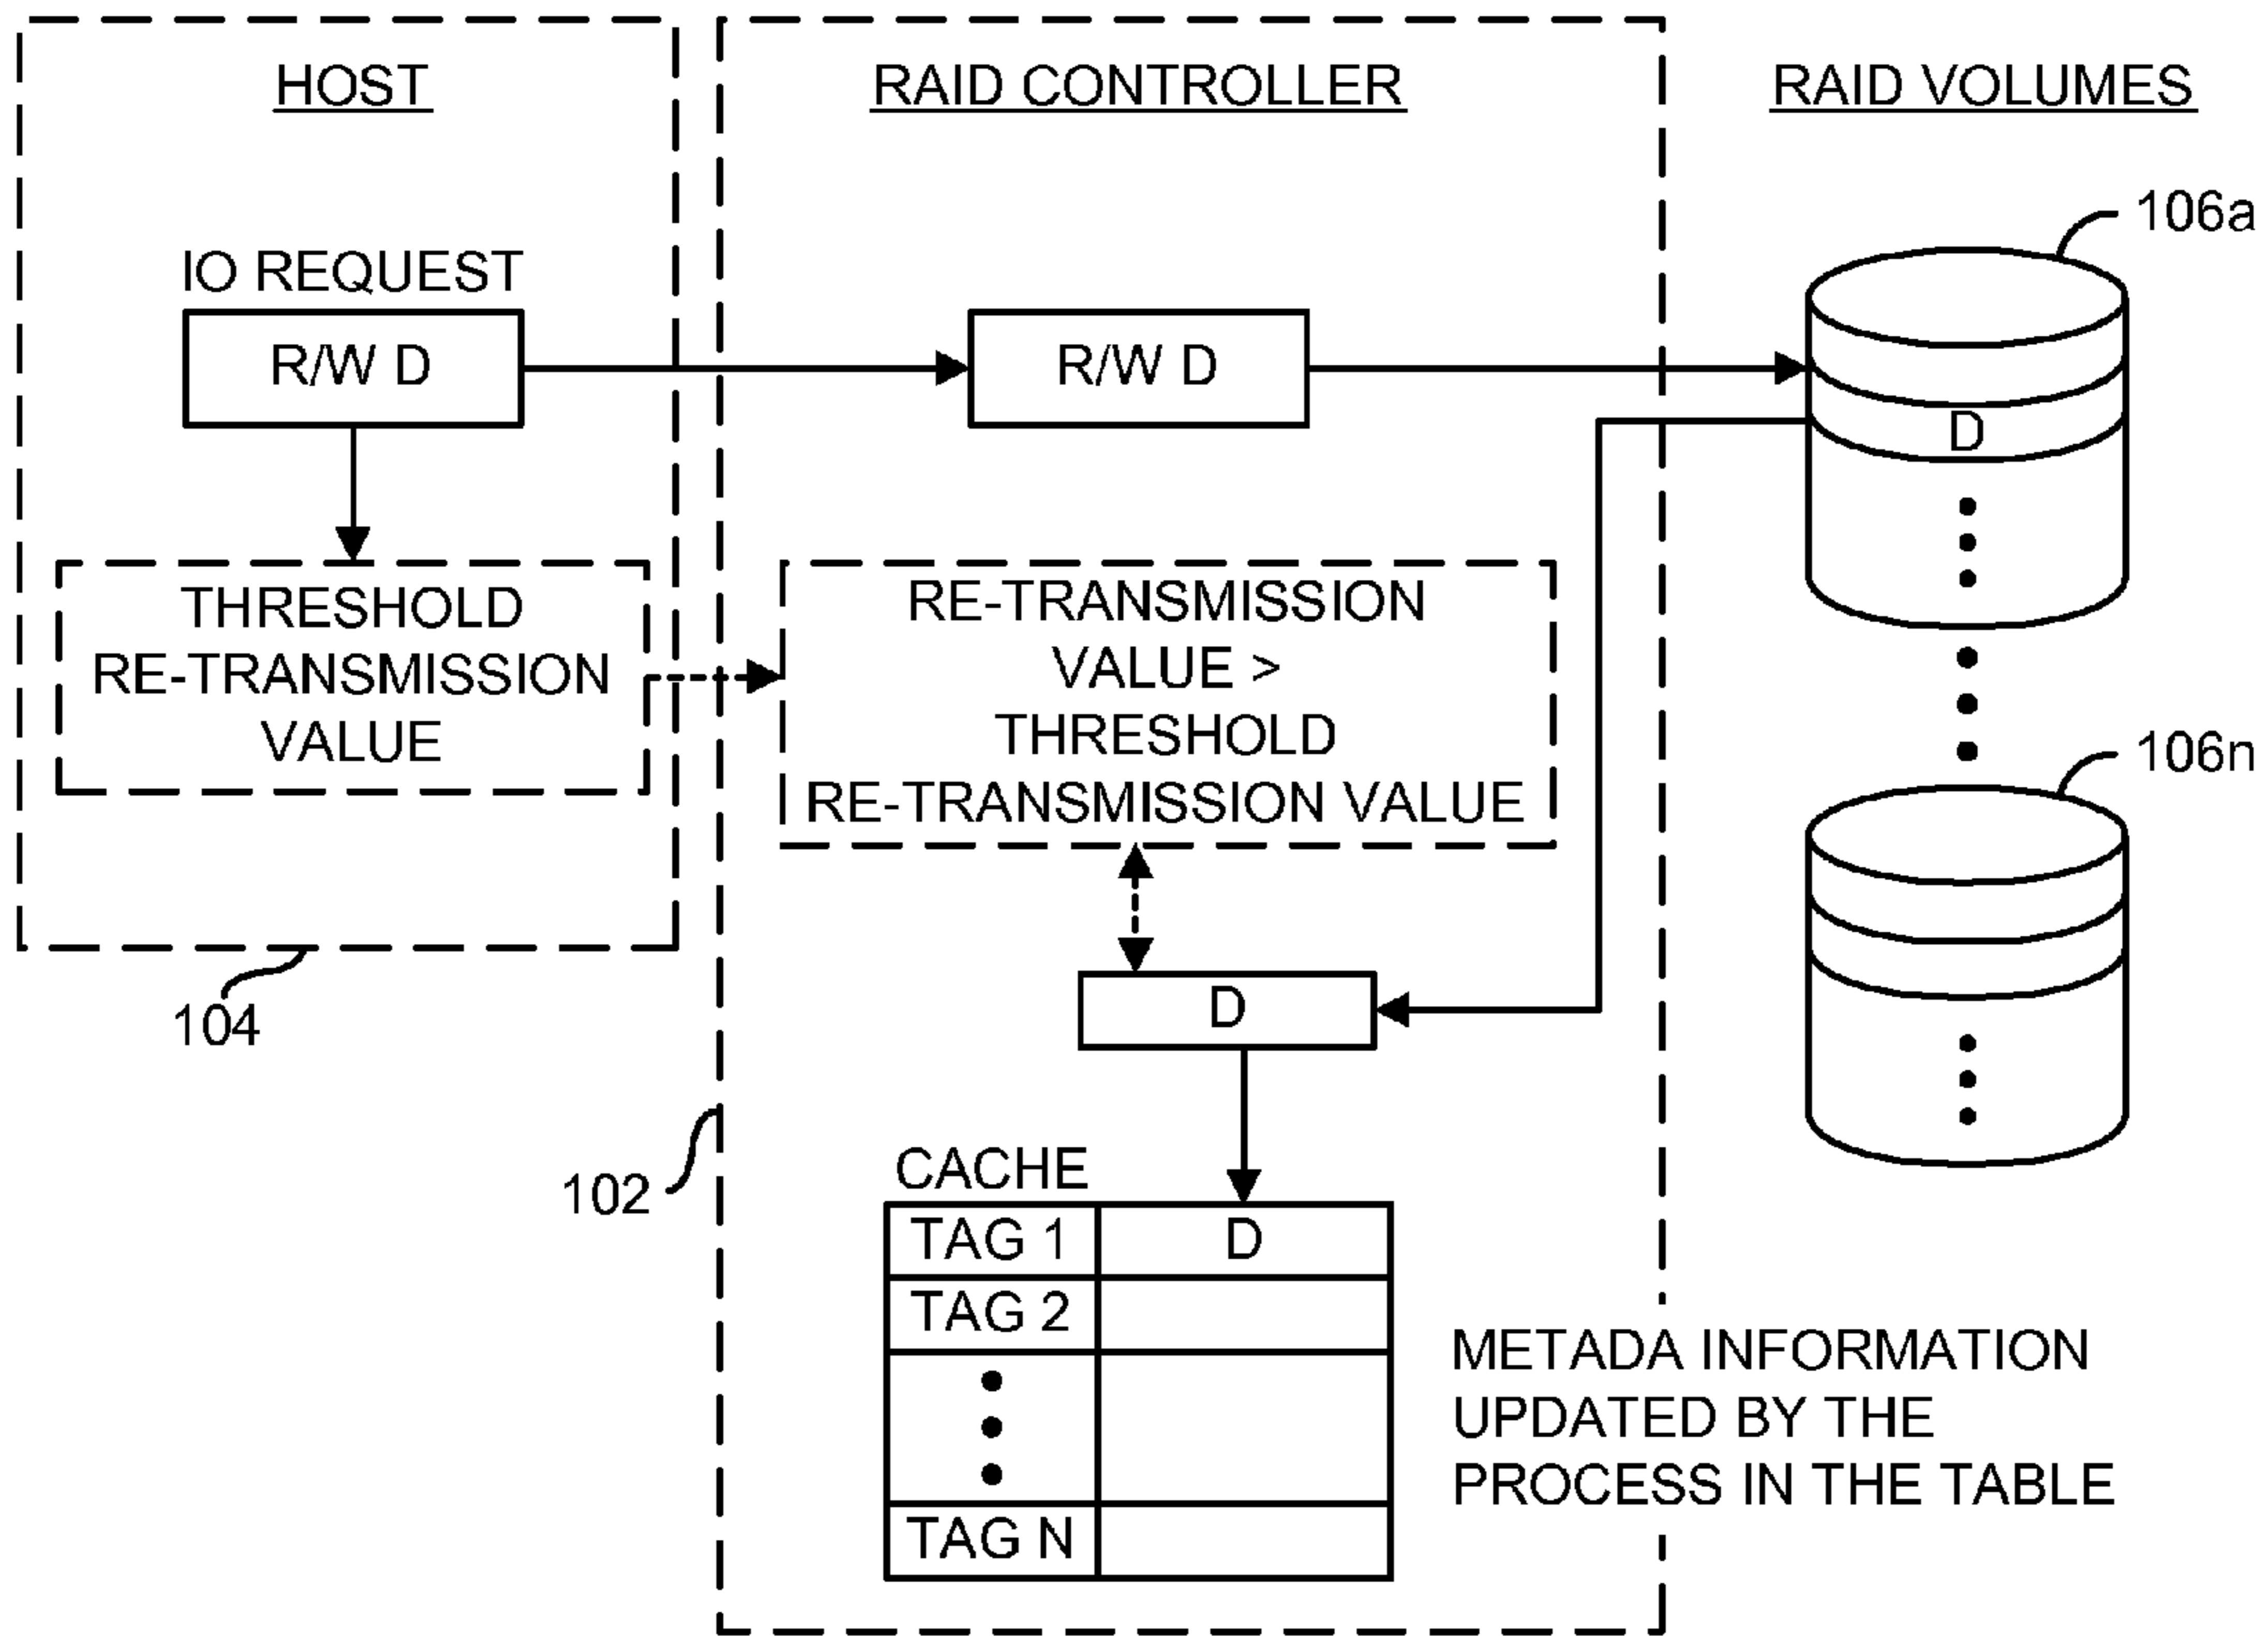 HOST
RAID CONTROLLER
RAID VOLUMES
106a
IO REQUEST
R/W D
R/W D
D
THRESHOLD
RE-TRANSMISSION
VALUE
RE-TRANSMISSION
VALUE >
THRESHOLD
RE-TRANSMISSION VALUE
106n
104
D
102
CACHE
TAG 1
D
TAG 2
TAG N
METADA INFORMATION
UPDATED BY THE
PROCESS IN THE TABLE